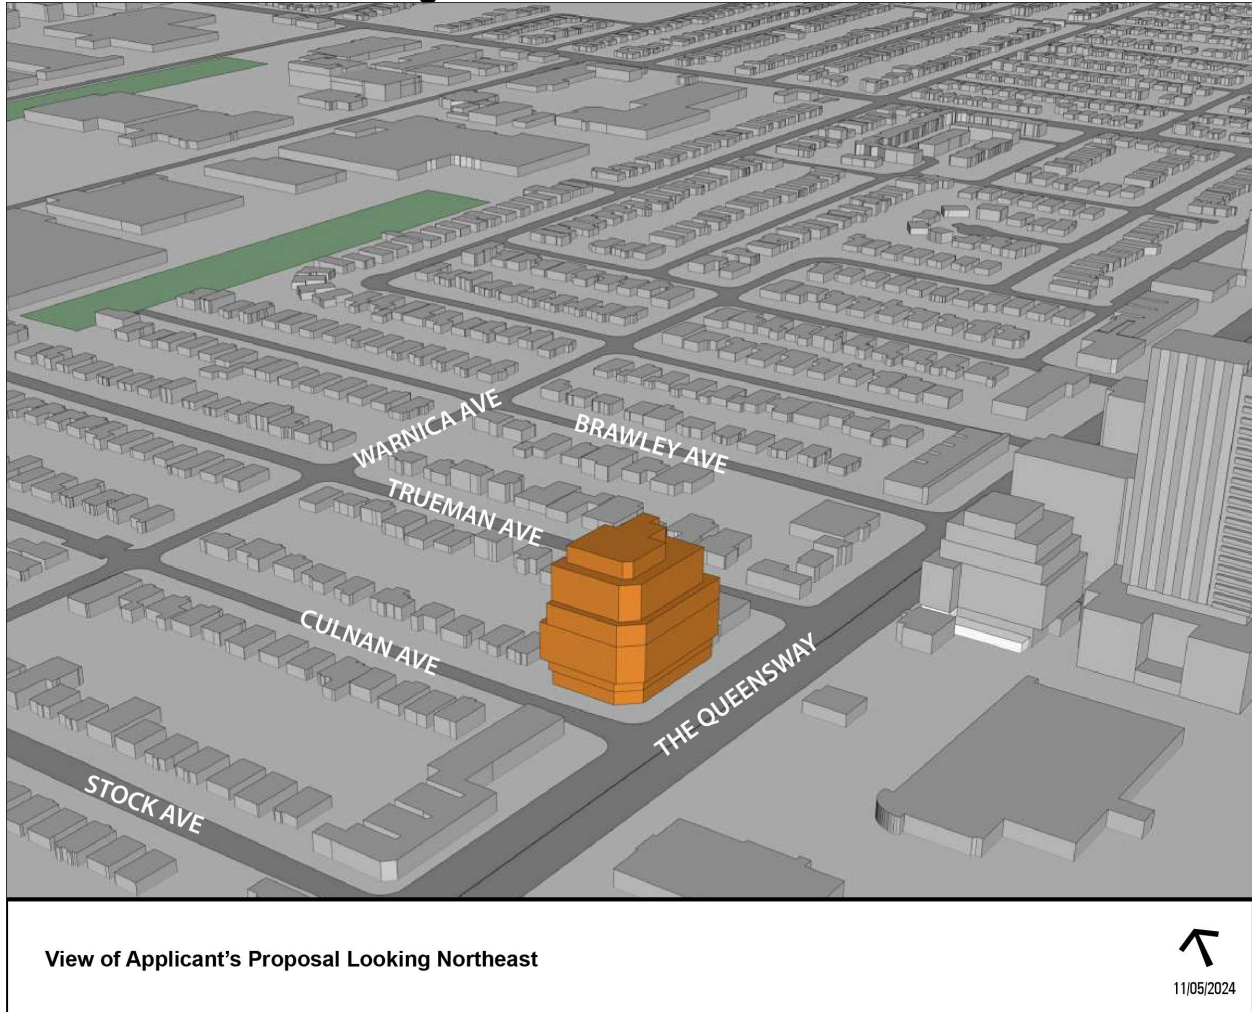 WARNICA AVE
BRAWLEY AVE
TRUEMAN AVE
CULNAN AVE
THE QUEENSWAY
STOCK AVE
View of Applicant's Proposal Looking Northeast
11/05/2024